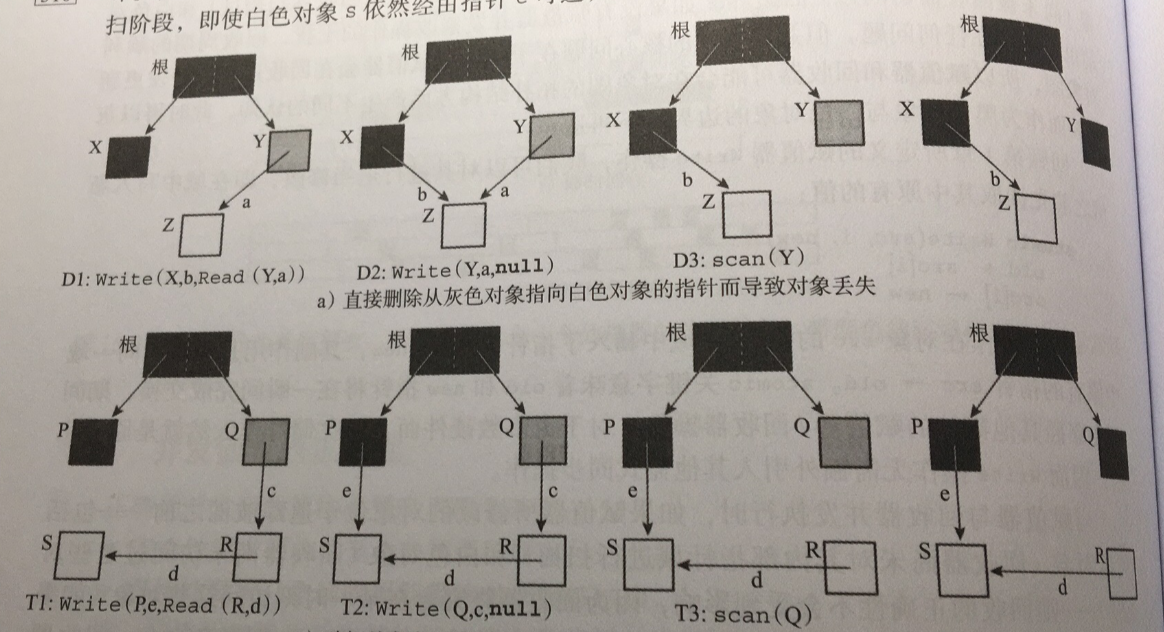 扫阶段，即使白色对象 S 依然经由指针
根 根 根 根
X Y X Y X Y X Y
a b a b b
Z Z Z Z
D1: Write(X,b,Read (Y,a)) D2: Write(Y,a,null) D3: scan(Y)
a）直接删除从灰色对象指向白色对象的指针而导致对象丢失
根 根 根 根
P Q P Q P Q P Q
c e c e e
S R S R S R S R
d d d d
T1: Write(P,e,Read (R,d)) T2: Write(Q,c,null) T3: scan(Q)